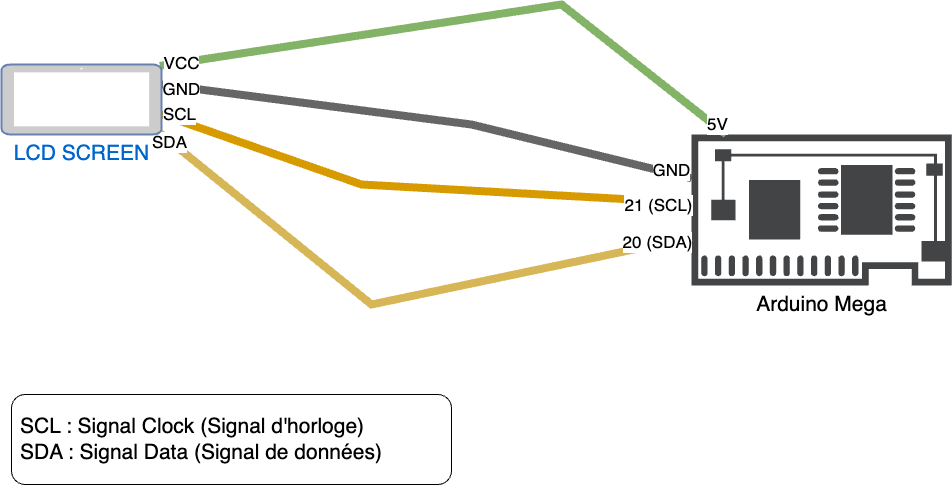 VCC
GND
SCL
SDA
LCD SCREEN
5V
GND
21 (SCL)
20 (SDA)
Arduino Mega
SCL : Signal Clock (Signal d'horloge)
SDA : Signal Data (Signal de données)